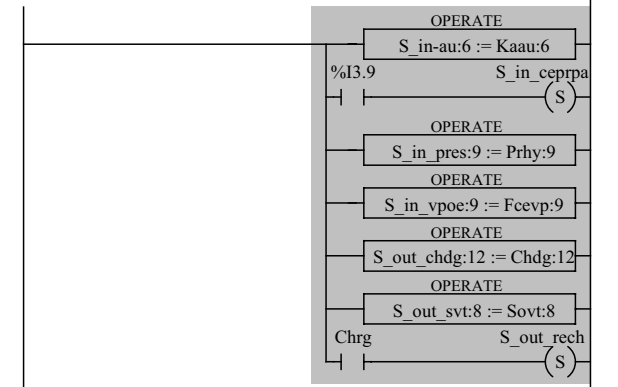 OPERATE
S_in-au:6 := Kaau:6
%I3.9 S_in_ceprpa
S
OPERATE
S_in_pres:9 := Prhy:9
OPERATE
S_in_vpoe:9 := Fcevp:9
OPERATE
S_out_chdg:12 := Chdg:12
OPERATE
S_out_svt:8 := Sovt:8
Chrg S_out_rech
S